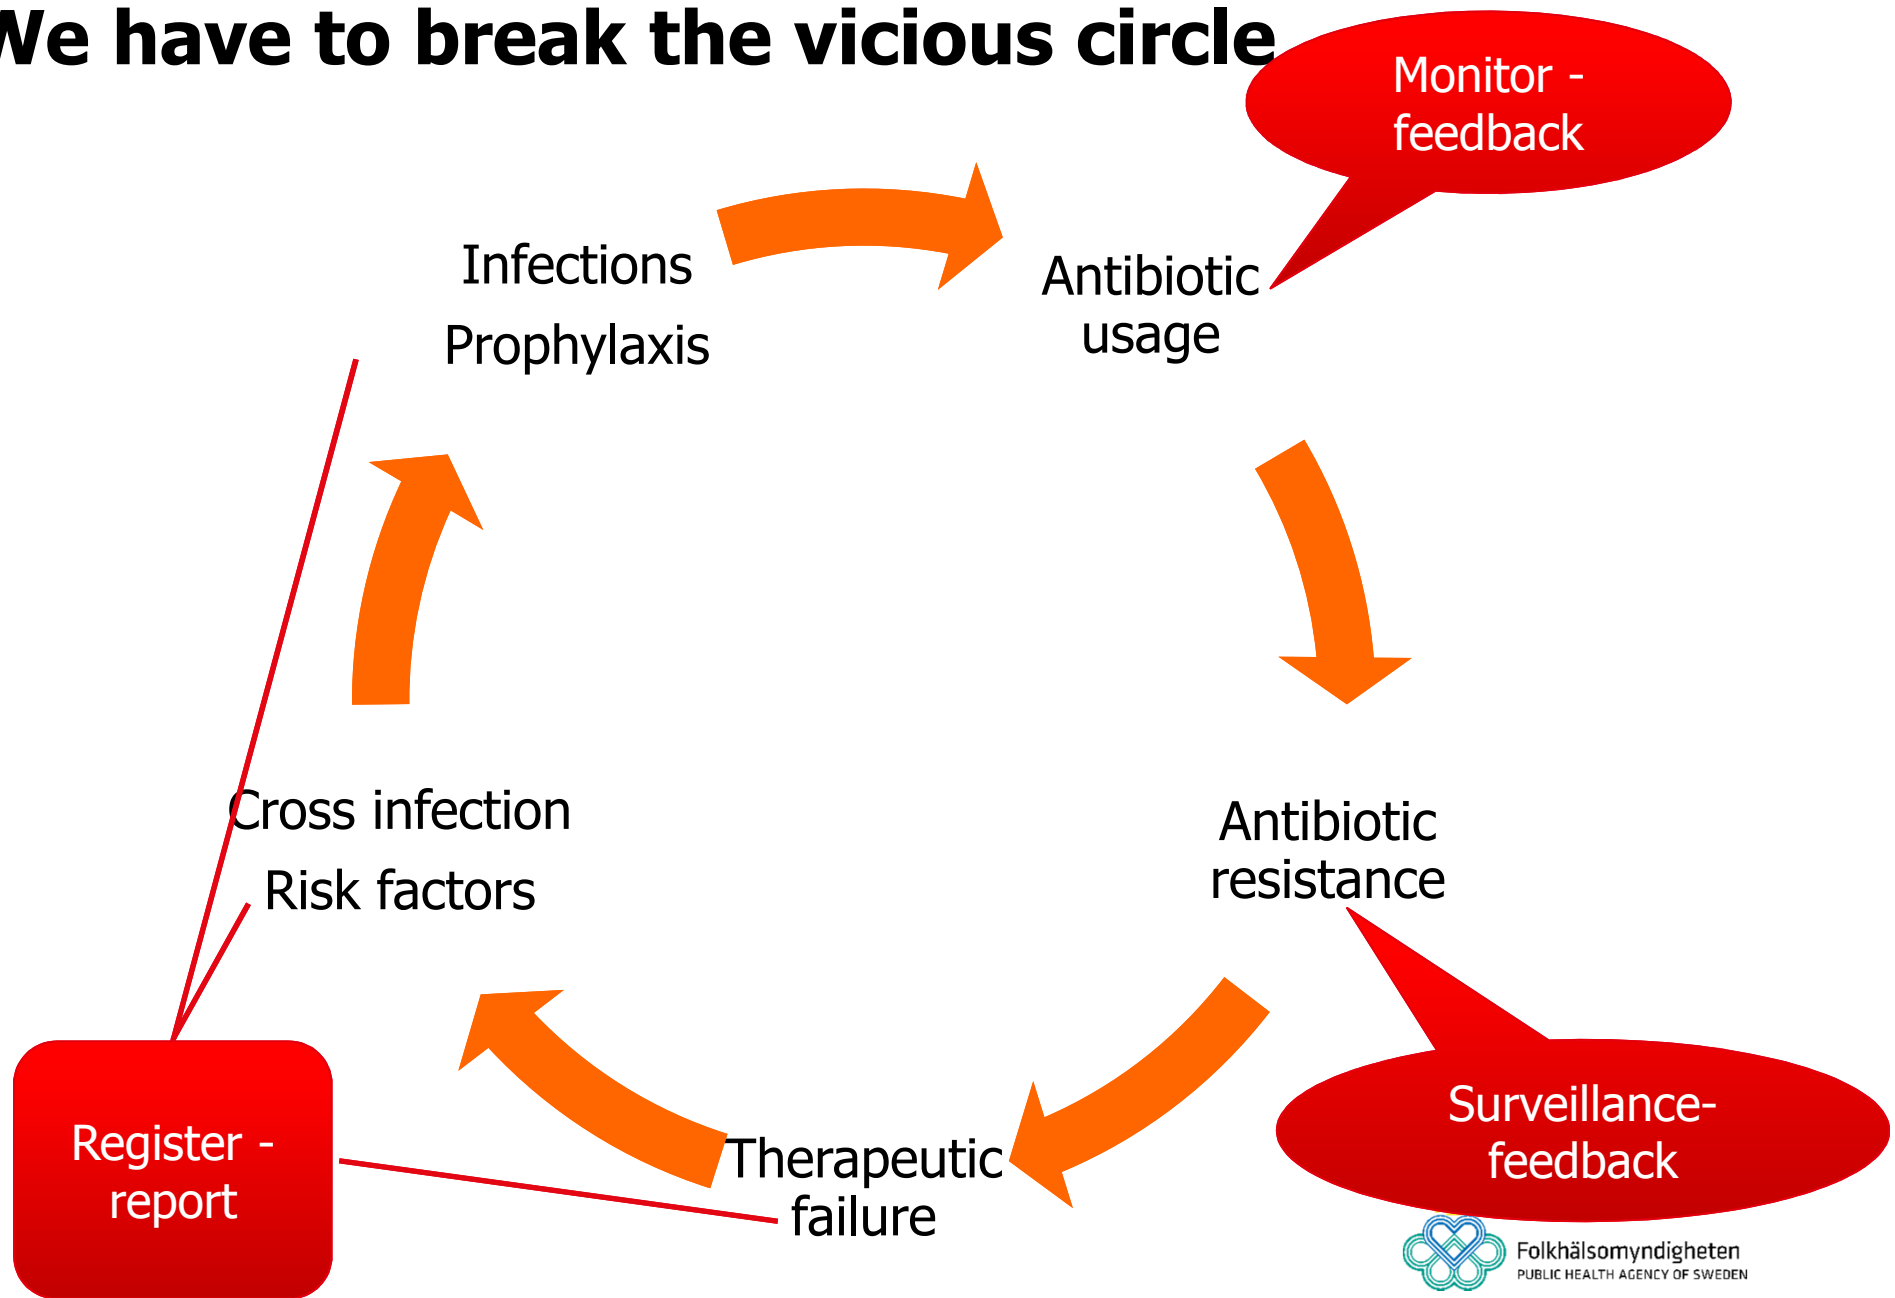 We have to break the vicious circle
Monitor -
feedback
Infections
Prophylaxis
Antibiotic
usage
Cross infection
Risk factors
Antibiotic
resistance
Register -
report
Therapeutic
failure
Surveillance-
feedback
Folkhälsomyndigheten
PUBLIC HEALTH AGENCY OF SWEDEN